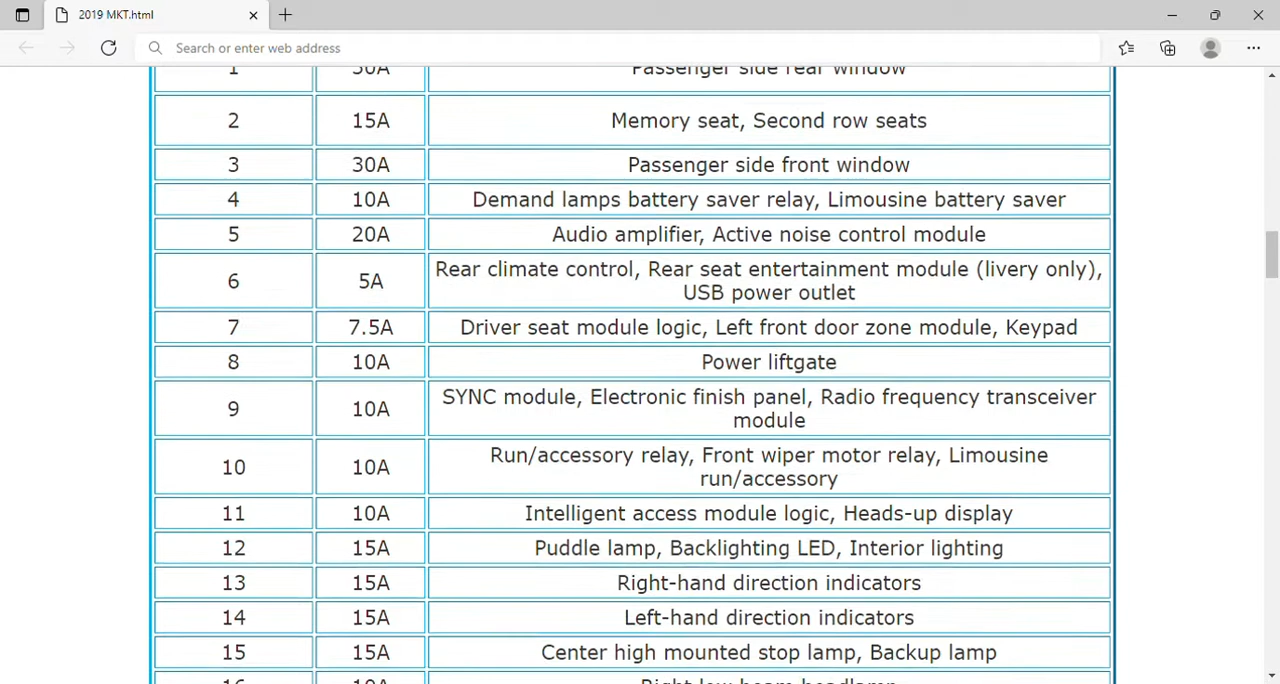 2019 MKT.html
Search or enter web address
1 30A Passenger side rear window
2 15A Memory seat, Second row seats
3 30A Passenger side front window
4 10A Demand lamps battery saver relay, Limousine battery saver
5 20A Audio amplifier, Active noise control module
6 5A Rear climate control, Rear seat entertainment module (livery only),
USB power outlet
7 7.5A Driver seat module logic, Left front door zone module, Keypad
8 10A Power liftgate
9 10A SYNC module, Electronic finish panel, Radio frequency transceiver
module
10 10A Run/accessory relay, Front wiper motor relay, Limousine
run/accessory
11 10A Intelligent access module logic, Heads-up display
12 15A Puddle lamp, Backlighting LED, Interior lighting
13 15A Right-hand direction indicators
14 15A Left-hand direction indicators
15 15A Center high mounted stop lamp, Backup lamp
16 10A Right low beam headlamp